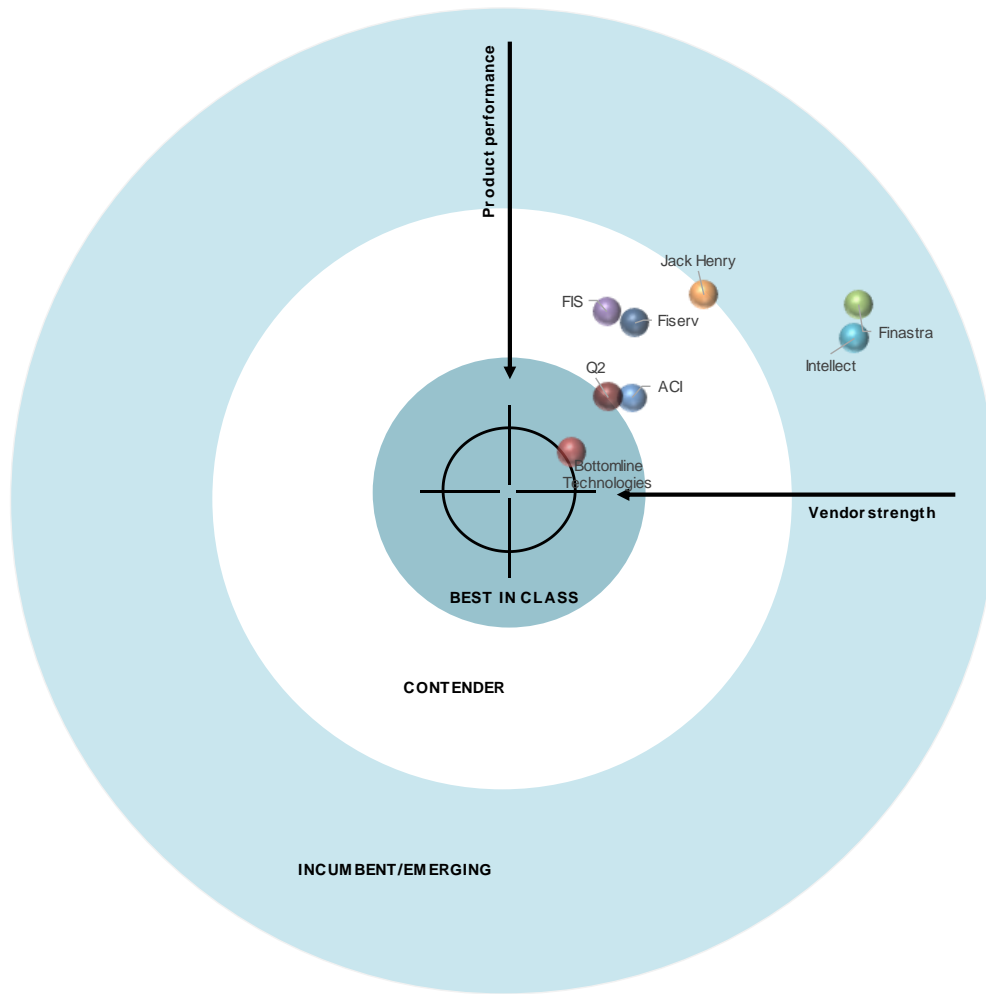 Product performance
Jack Henry
FIS
Fiserv
Finastra
Intellect
Q2
ACI
Bottomline
Technologies
Vendor strength
BEST IN CLASS
CONTENDER
INCUMBENT/EMERGING